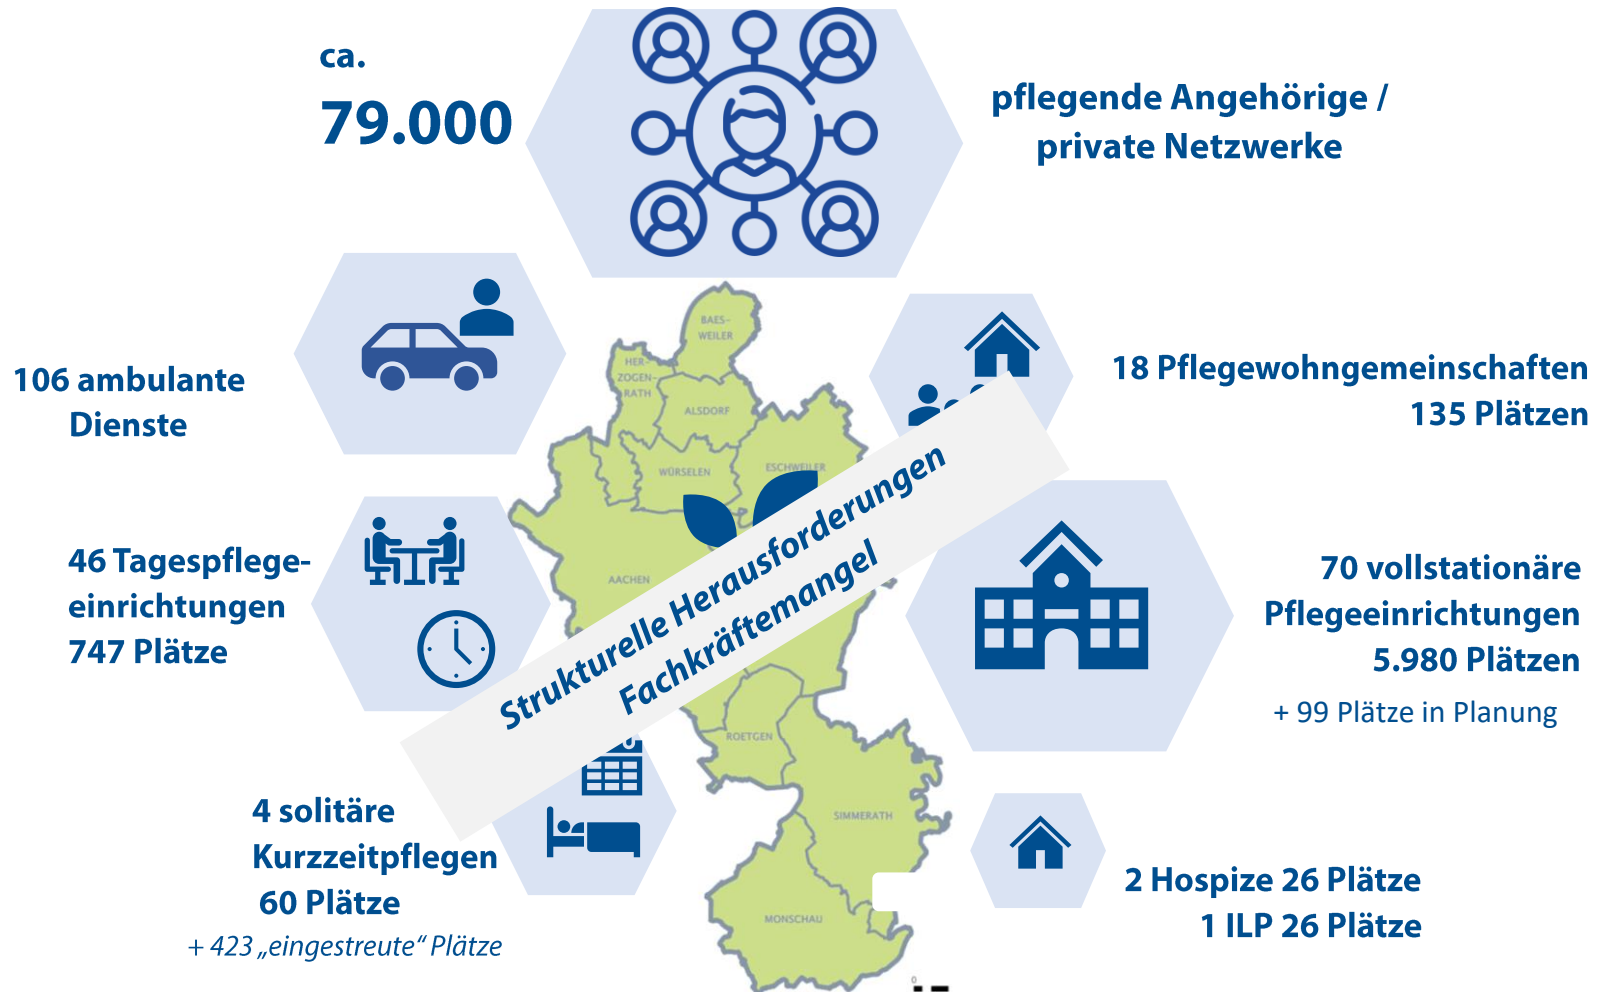 ca.
79.000
pflegende Angehörige /
private Netzwerke
106 ambulante
Dienste
18 Pflegewohngemeinschaften
135 Plätzen
46 Tagespflege-
einrichtungen
747 Plätze
70 vollstationäre
Pflegeeinrichtungen
5.980 Plätzen
+ 99 Plätze in Planung
4 solitäre
Kurzzeitpflegen
60 Plätze
+ 423 „eingestreute“ Plätze
2 Hospize 26 Plätze
1 ILP 26 Plätze
Strukturelle Herausforderungen
Fachkräftemangel
BAES-
WEILER
HER-
ZOGEN-
RATH
ALSDORF
WÜRSELEN
ESCHWEILER
AACHEN
ROETGEN
SIMMERATH
MONSCHAU
0